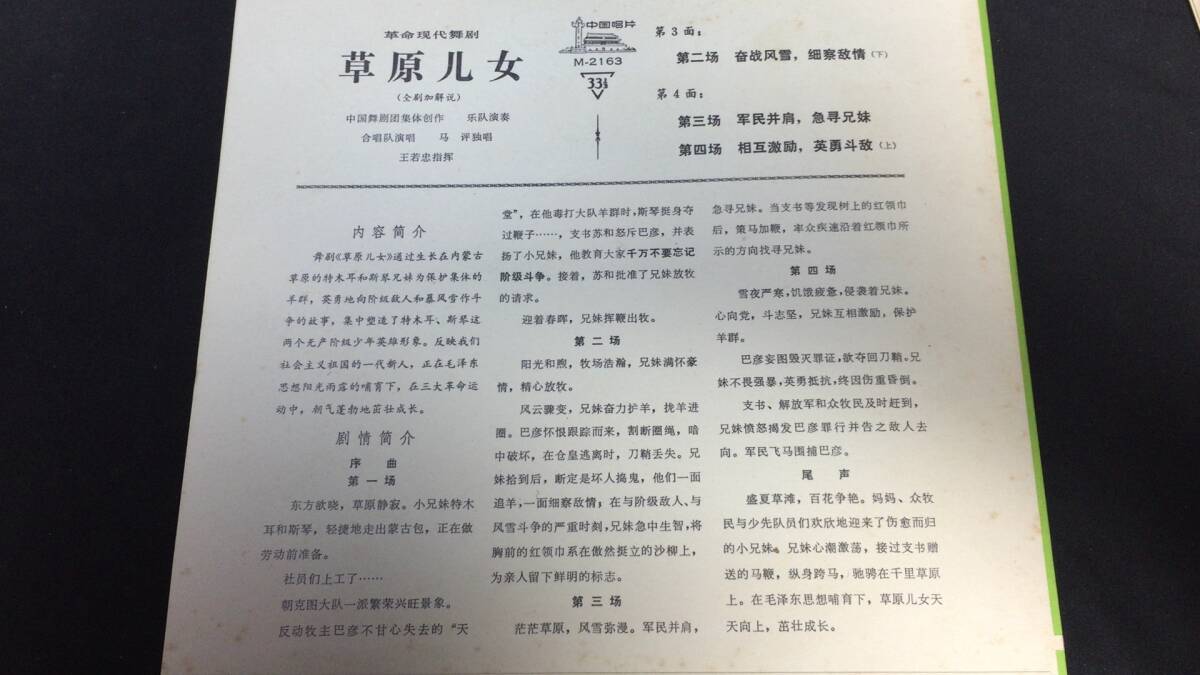 革命现代舞剧
草原儿女
(全剧加解说)
中国舞剧团集体创作　乐队演奏
合唱队演唱　马　评独唱
王若忠指挥
中国唱片
M-2163
33⅓
第3面:
第二场　奋战风雪，细察敌情(下)
第4面:
第三场　军民并肩，急寻兄妹
第四场　相互激励，英勇斗敌(上)
内容简介
舞剧《草原儿女》通过生长在内蒙古
草原的特木耳和斯琴兄妹为保护集体的
羊群，英勇地向阶级敌人和暴风雪作斗
争的故事，集中塑造了特木耳、斯琴这
两个无产阶级少年英雄形象。反映我们
社会主义祖国的一代新人，正在毛泽东
思想阳光雨露的哺育下，在三大革命运
动中，朝气蓬勃地茁壮成长。
剧情简介
序　曲
第一场
东方欲晓，草原静寂。小兄妹特木
耳和斯琴，轻捷地走出蒙古包，正在做
劳动前准备。
社员们上工了……
朝克图大队一派繁荣兴旺景象。
反动牧主巴彦不甘心失去的“天
堂”，在他毒打大队羊群时，斯琴挺身夺
过鞭子……，支书苏和怒斥巴彦，并表
扬了小兄妹，他教育大家千万不要忘记
阶级斗争。接着，苏和批准了兄妹放牧
的请求。
迎着春晖，兄妹挥鞭出牧。
第二场
阳光和煦，牧场浩瀚，兄妹满怀豪
情，精心放牧。
风云骤变，兄妹奋力护羊，拢羊进
圈。巴彦怀恨跟踪而来，割断圈绳，暗
中破坏，在仓皇逃离时，刀鞘丢失。兄
妹拾到后，断定是坏人捣鬼，他们一面
追羊，一面细察敌情；在与阶级敌人、与
风雪斗争的严重时刻，兄妹急中生智，将
胸前的红领巾系在傲然挺立的沙柳上，
为亲人留下鲜明的标志。
第三场
茫茫草原，风雪弥漫。军民并肩，
急寻兄妹。当支书等发现树上的红领巾
后，策马加鞭，率众疾速沿着红领巾所
示的方向找寻兄妹。
第四场
雪夜严寒，饥饿疲惫，侵袭着兄妹。
心向党，斗志坚，兄妹互相激励，保护
羊群。
巴彦妄图毁灭罪证，欲夺回刀鞘。兄
妹不畏强暴，英勇抵抗，终因伤重昏倒。
支书、解放军和众牧民及时赶到，
兄妹愤怒揭发巴彦罪行并告之敌人去
向。军民飞马围捕巴彦。
尾　声
盛夏草滩，百花争艳。妈妈、众牧
民与少先队员们欢欣地迎来了伤愈而归
的小兄妹。兄妹心潮激荡，接过支书赠
送的马鞭，纵身跨马，驰骋在千里草原
上。在毛泽东思想哺育下，草原儿女天
天向上，茁壮成长。